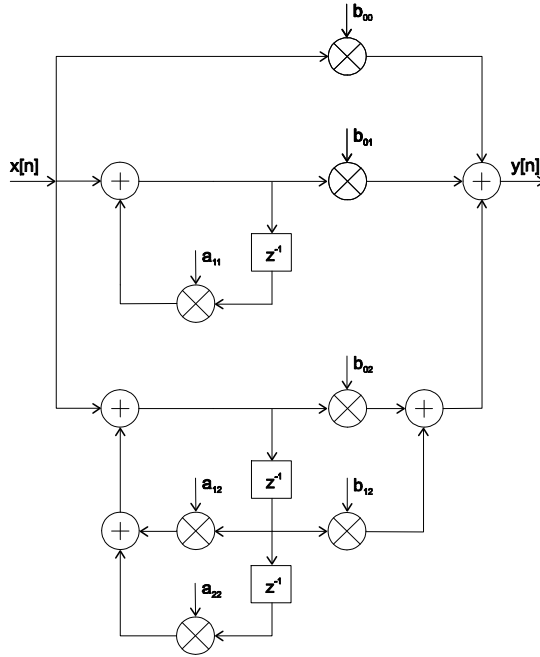 b₀₀
x[n]
b₀₁
y[n]
a₁₁
z⁻¹
b₀₂
z⁻¹
a₁₂
b₁₂
a₂₂
z⁻¹